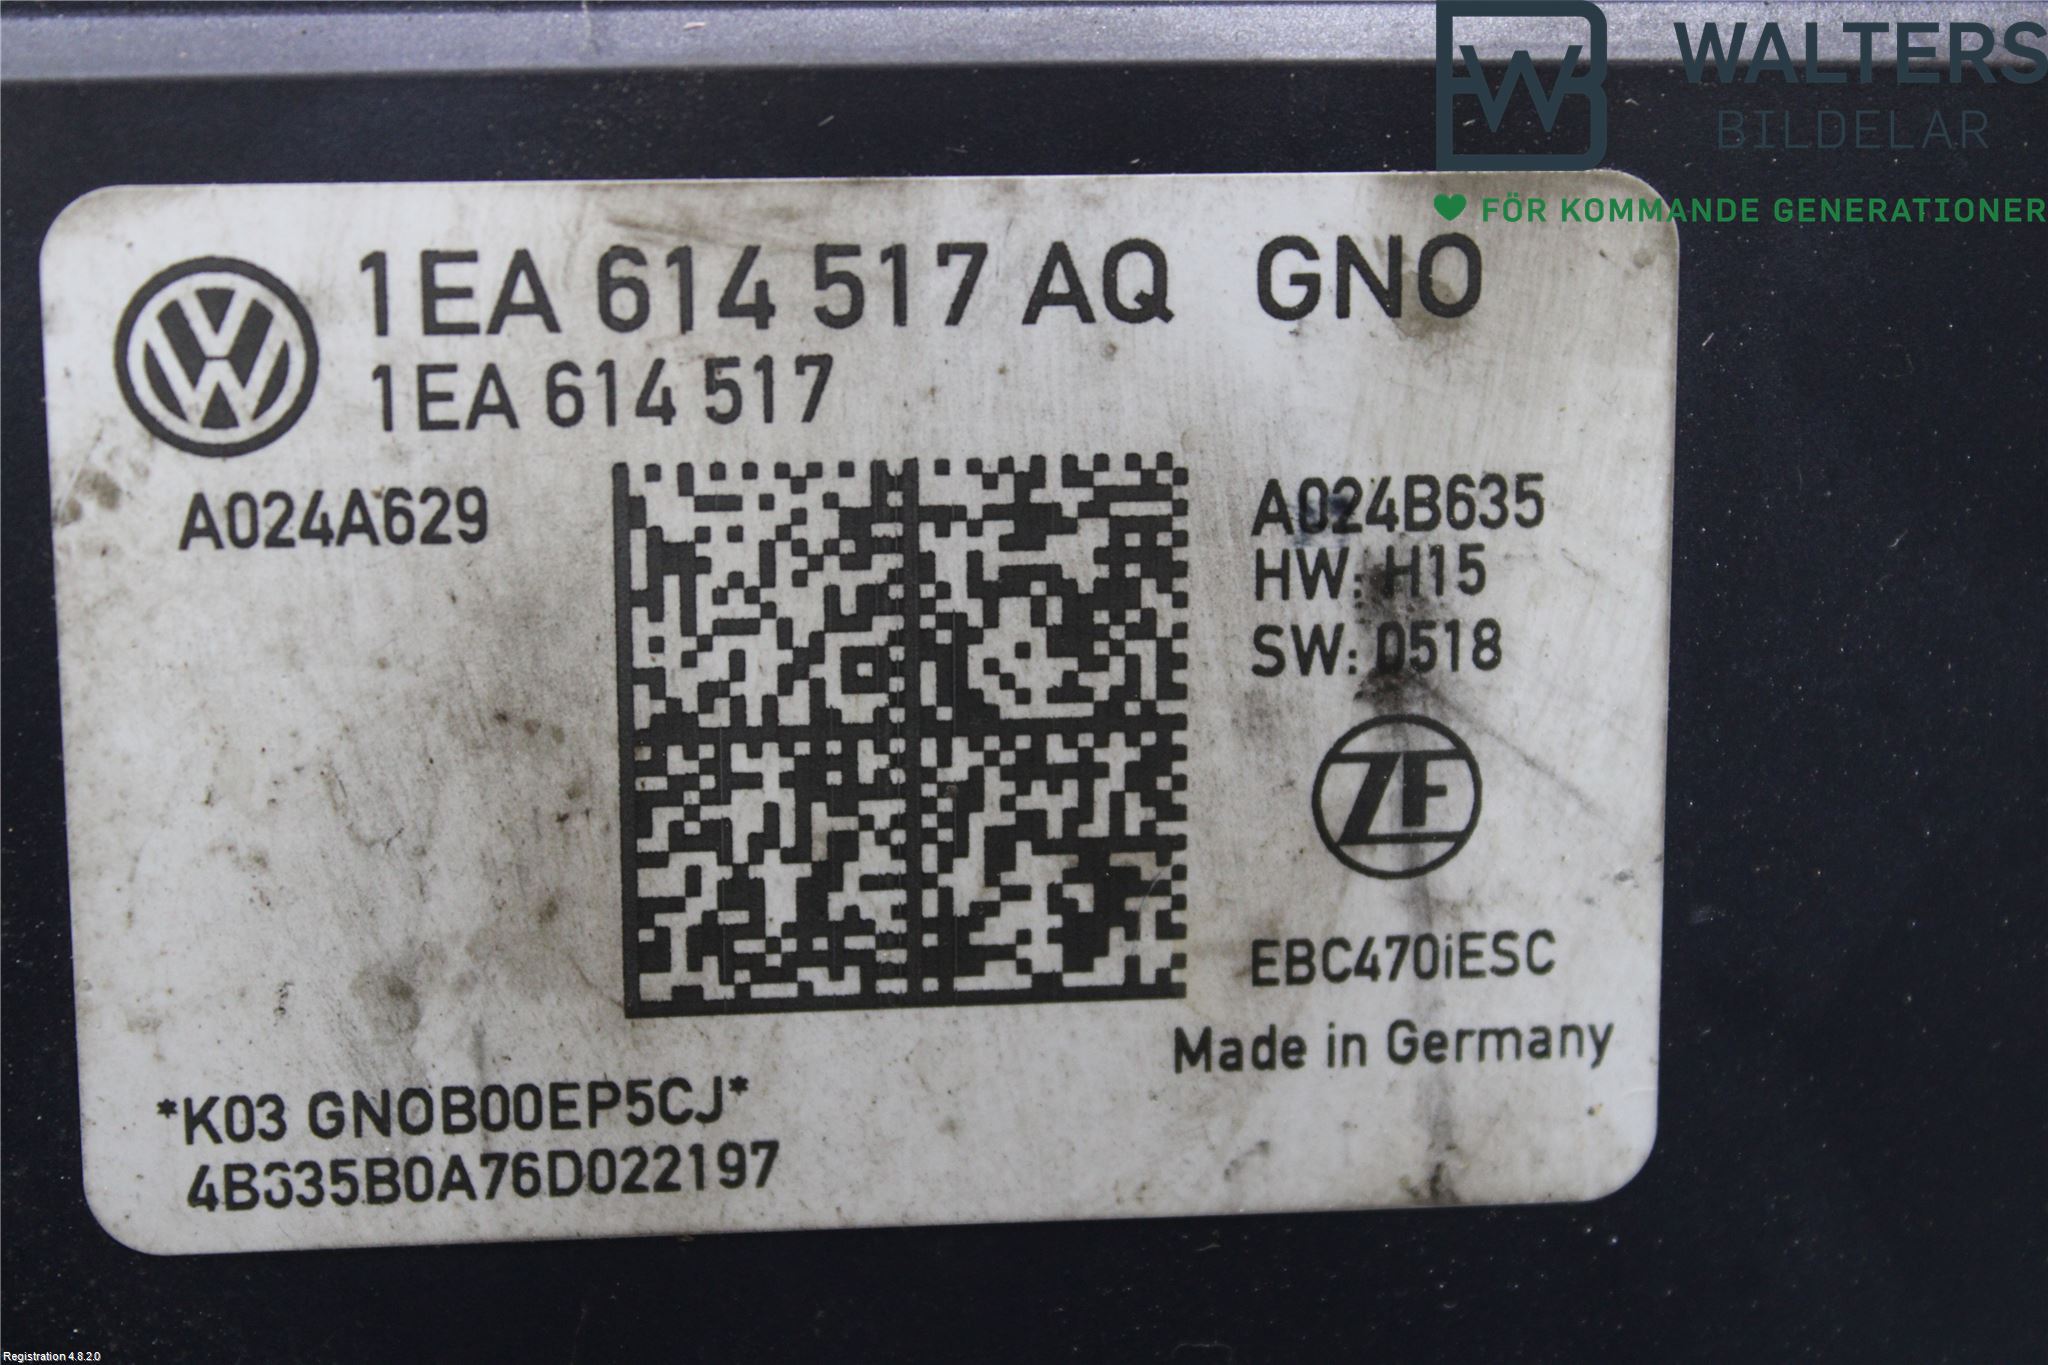 WALTERS
BILDELAR
FÖR KOMMANDE GENERATIONER
1EA 614 517 AQ GNO
1EA 614 517
A024A629
A024B635
HW: H15
SW: 0518
ZF
EBC470iESC
Made in Germany
*K03 GNOB00EP5CJ*
4B635B0A76D022197
Registration 4.8.2.0